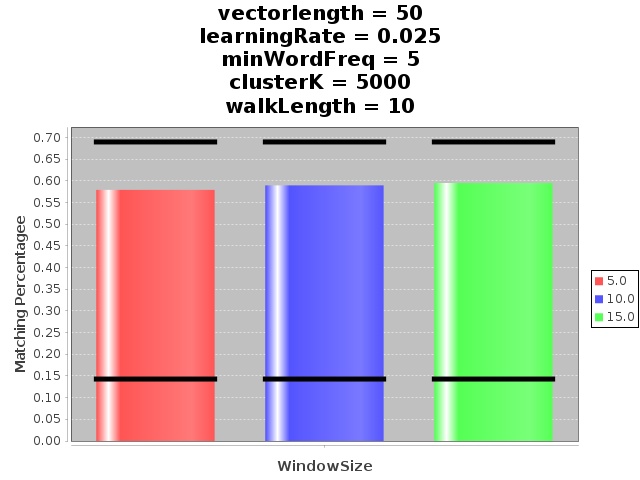 vectorlength = 50
learningRate = 0.025
minWordFreq = 5
clusterK = 5000
walkLength = 10
Matching Percentagee
0.70
0.65
0.60
0.55
0.50
0.45
0.40
0.35
0.30
0.25
0.20
0.15
0.10
0.05
0.00
5.0
10.0
15.0
WindowSize